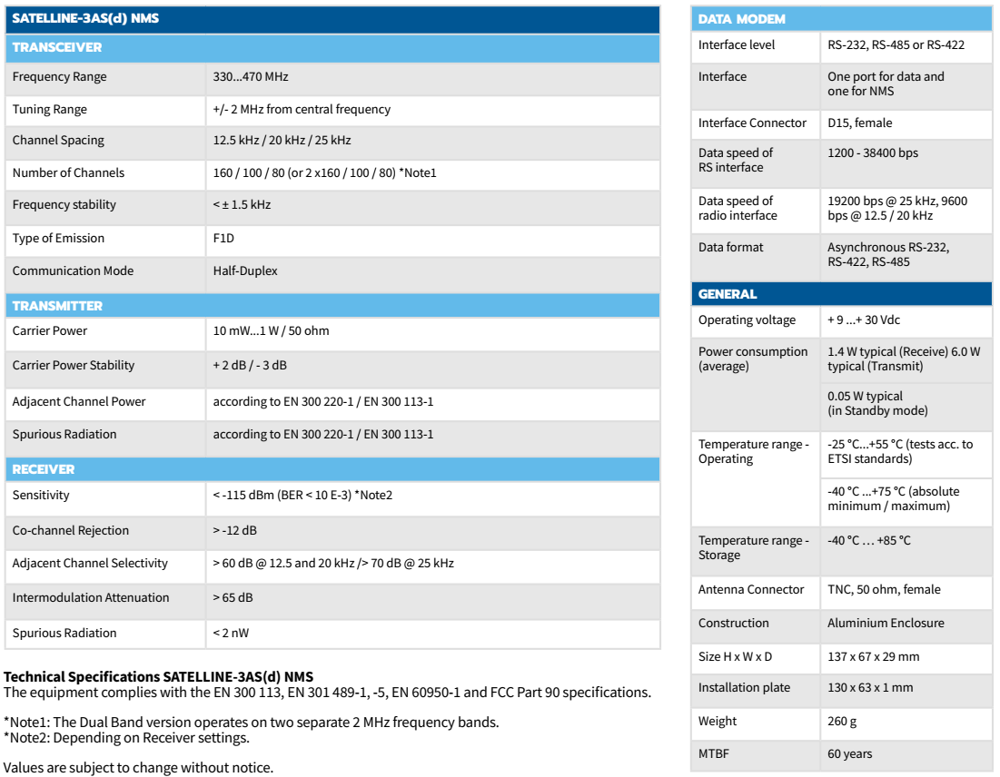 SATELLINE-3AS(d) NMS
TRANSCEIVER
Frequency Range 330...470 MHz
Tuning Range +/- 2 MHz from central frequency
Channel Spacing 12.5 kHz / 20 kHz / 25 kHz
Number of Channels 160 / 100 / 80 (or 2 x160 / 100 / 80) *Note1
Frequency stability < ± 1.5 kHz
Type of Emission F1D
Communication Mode Half-Duplex
TRANSMITTER
Carrier Power 10 mW...1 W / 50 ohm
Carrier Power Stability + 2 dB / - 3 dB
Adjacent Channel Power according to EN 300 220-1 / EN 300 113-1
Spurious Radiation according to EN 300 220-1 / EN 300 113-1
RECEIVER
Sensitivity < -115 dBm (BER < 10 E-3) *Note2
Co-channel Rejection > -12 dB
Adjacent Channel Selectivity > 60 dB @ 12.5 and 20 kHz /> 70 dB @ 25 kHz
Intermodulation Attenuation > 65 dB
Spurious Radiation < 2 nW
Technical Specifications SATELLINE-3AS(d) NMS
The equipment complies with the EN 300 113, EN 301 489-1, -5, EN 60950-1 and FCC Part 90 specifications.
*Note1: The Dual Band version operates on two separate 2 MHz frequency bands.
*Note2: Depending on Receiver settings.
Values are subject to change without notice.
DATA MODEM
Interface level RS-232, RS-485 or RS-422
Interface One port for data and
one for NMS
Interface Connector D15, female
Data speed of 1200 - 38400 bps
RS interface
Data speed of 19200 bps @ 25 kHz, 9600
radio interface bps @ 12.5 / 20 kHz
Data format Asynchronous RS-232,
RS-422, RS-485
GENERAL
Operating voltage + 9 ...+ 30 Vdc
Power consumption 1.4 W typical (Receive) 6.0 W
(average) typical (Transmit)
0.05 W typical
(in Standby mode)
Temperature range - -25 °C...+55 °C (tests acc. to
Operating ETSI standards)
-40 °C ...+75 °C (absolute
minimum / maximum)
Temperature range - -40 °C … +85 °C
Storage
Antenna Connector TNC, 50 ohm, female
Construction Aluminium Enclosure
Size H x W x D 137 x 67 x 29 mm
Installation plate 130 x 63 x 1 mm
Weight 260 g
MTBF 60 years